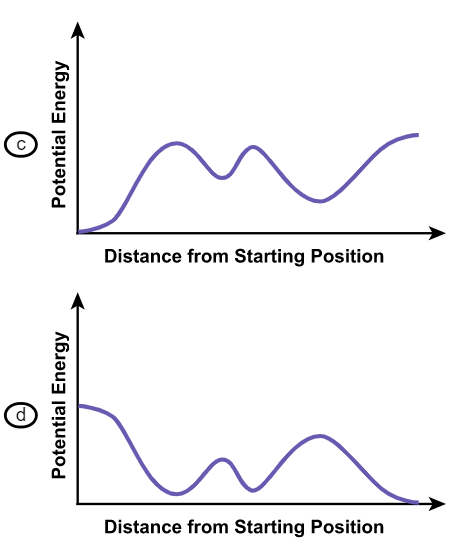 Potential Energy
c
Distance from Starting Position
Potential Energy
d
Distance from Starting Position